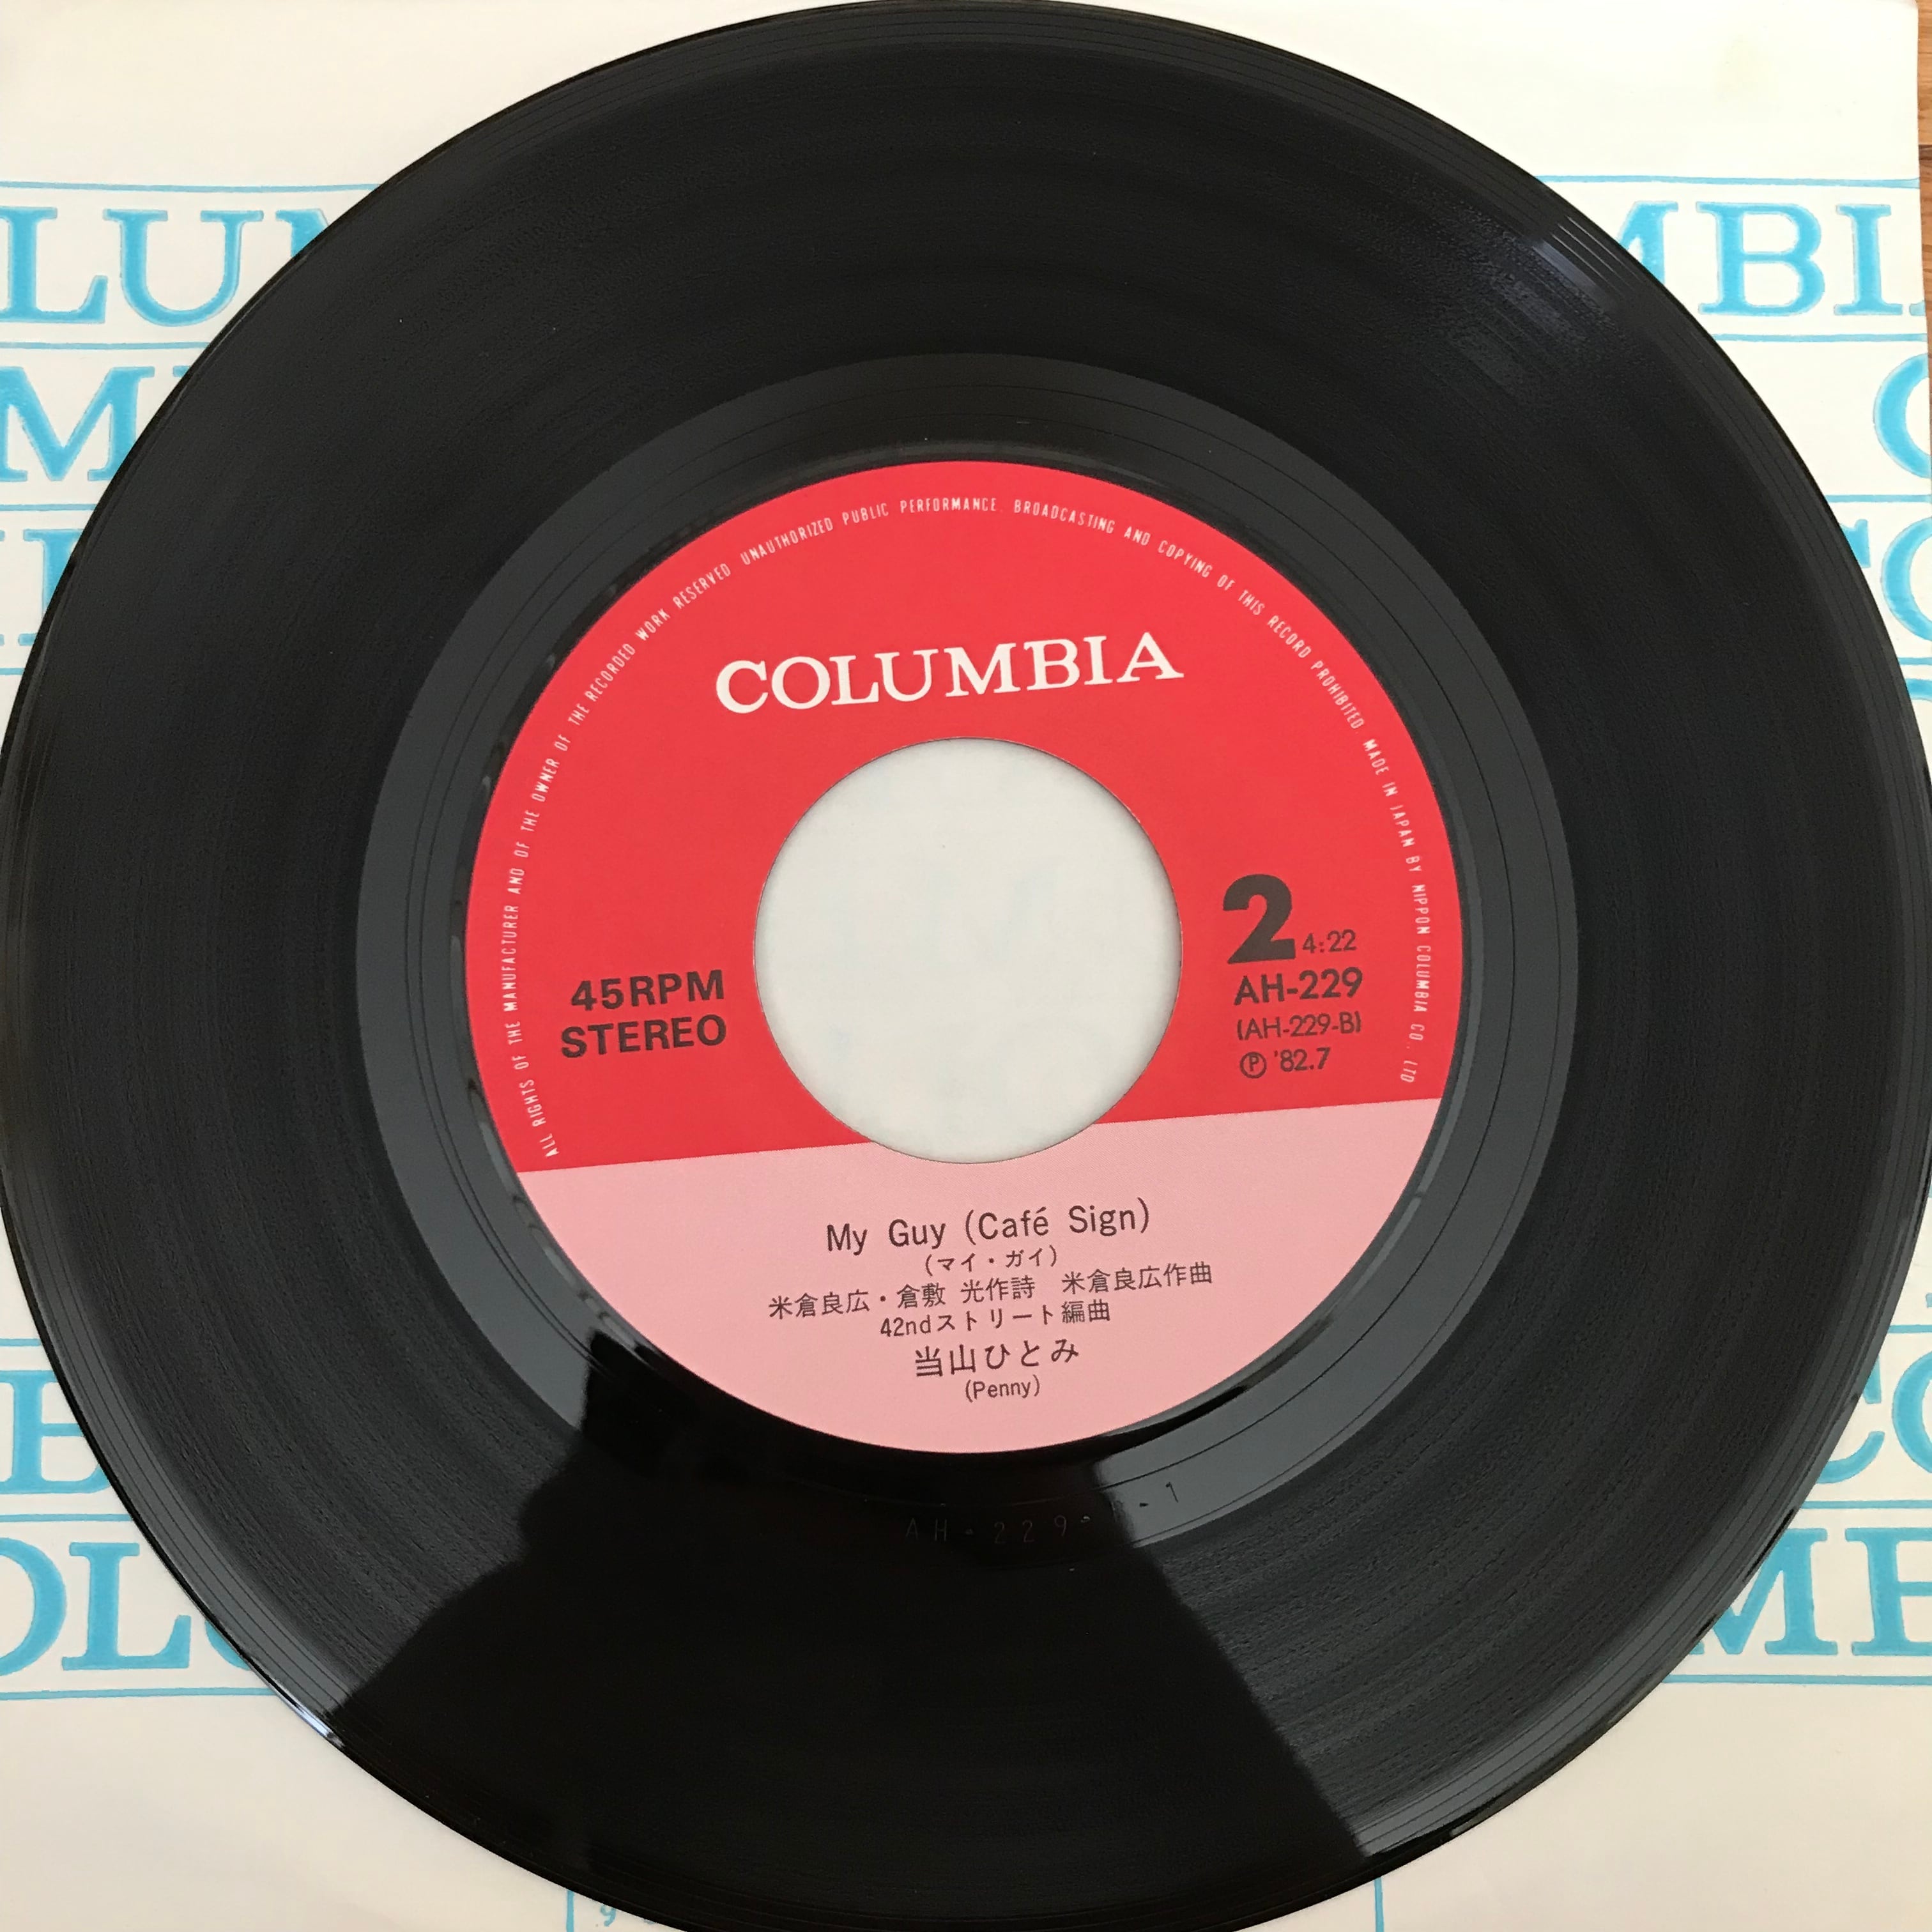 ALL RIGHTS OF THE MANUFACTURER AND OF THE OWNER OF THE RECORDED WORK RESERVED UNAUTHORIZED PUBLIC PERFORMANCE. BROADCASTING AND COPYING OF THIS RECORD PROHIBITED MADE IN JAPAN BY NIPPON COLUMBIA CO., LTD
COLUMBIA
45RPM
STEREO
2 4:22
AH-229
(AH-229-B)
Ⓟ '82.7
My Guy (Café Sign)
(マイ・ガイ)
米倉良広・倉敷 光作詩 米倉良広作曲
42ndストリート編曲
当山ひとみ
(Penny)